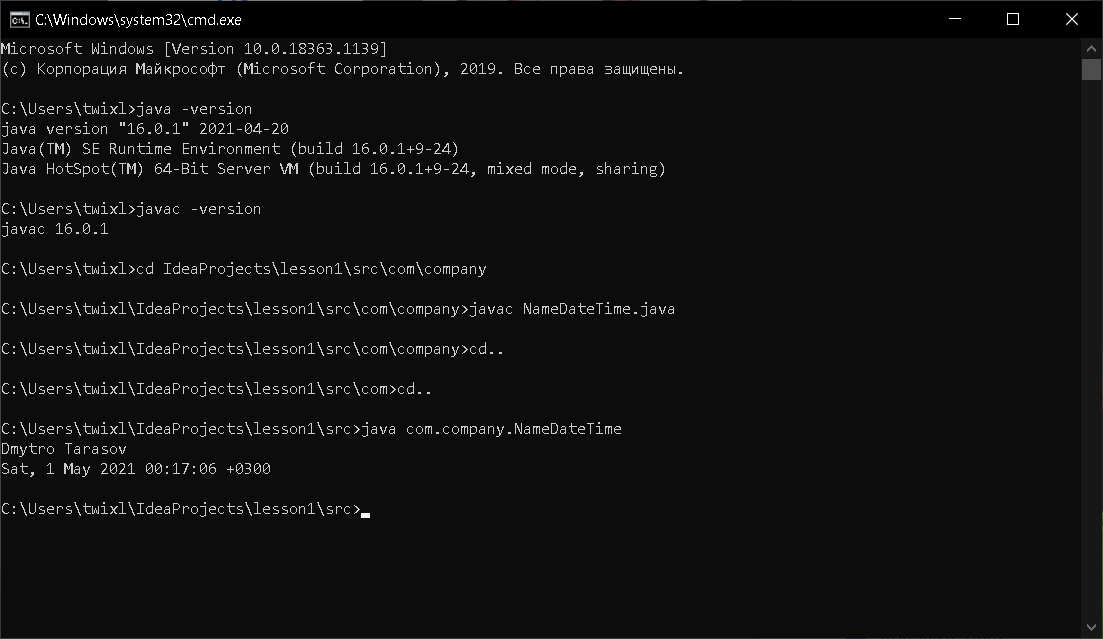 C:\Windows\system32\cmd.exe
Microsoft Windows [Version 10.0.18363.1139]
(c) Корпорация Майкрософт (Microsoft Corporation), 2019. Все права защищены.
C:\Users\twixl>java -version
java version "16.0.1" 2021-04-20
Java(TM) SE Runtime Environment (build 16.0.1+9-24)
Java HotSpot(TM) 64-Bit Server VM (build 16.0.1+9-24, mixed mode, sharing)
C:\Users\twixl>javac -version
javac 16.0.1
C:\Users\twixl>cd IdeaProjects\lesson1\src\com\company
C:\Users\twixl\IdeaProjects\lesson1\src\com\company>javac NameDateTime.java
C:\Users\twixl\IdeaProjects\lesson1\src\com\company>cd..
C:\Users\twixl\IdeaProjects\lesson1\src\com>cd..
C:\Users\twixl\IdeaProjects\lesson1\src>java com.company.NameDateTime
Dmytro Tarasov
Sat, 1 May 2021 00:17:06 +0300
C:\Users\twixl\IdeaProjects\lesson1\src>